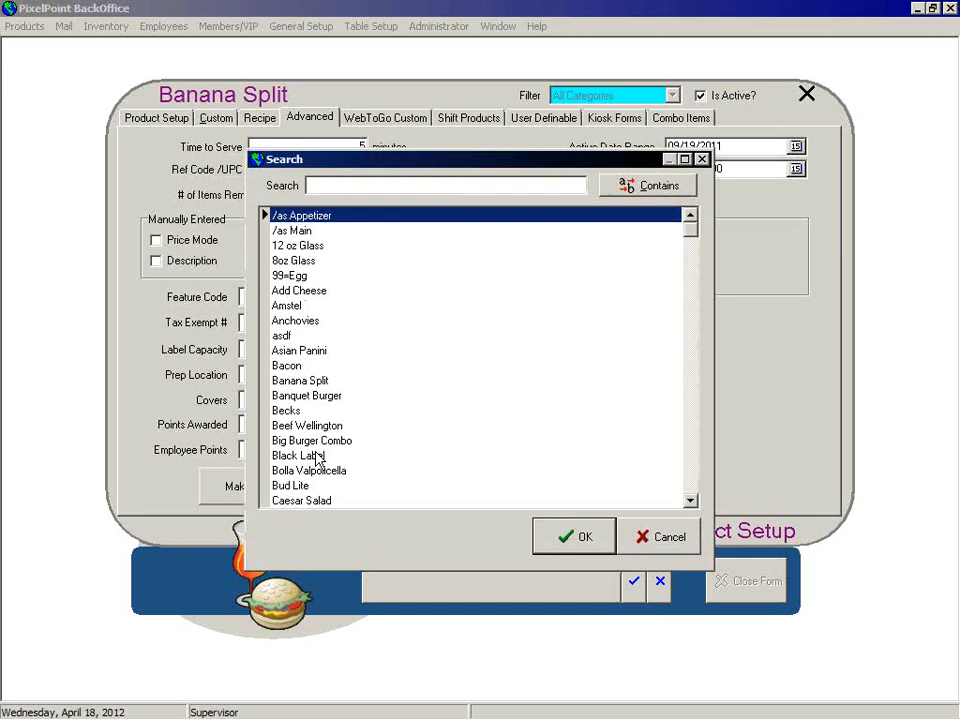 PixelPoint BackOffice
Products Mail Inventory Employees Members/VIP General Setup Table Setup Administrator Window Help
Banana Split
Filter All Categories Is Active?
Product Setup Custom Recipe Advanced WebToGo Custom Shift Products User Definable Kiosk Forms Combo Items
Time to Serve 5 minutes Active Date Range 09/19/2011 15
Search
Ref Code /UPC 15
Search Contains
# of Items Rem
Manually Entered
Price Mode
Description
Feature Code
Tax Exempt #
Label Capacity
Prep Location
Covers
Points Awarded
Employee Points
Mak
/as Appetizer
/as Main
12 oz Glass
8oz Glass
99=Egg
Add Cheese
Amstel
Anchovies
asdf
Asian Panini
Bacon
Banana Split
Banquet Burger
Becks
Beef Wellington
Big Burger Combo
Black Label
Bolla Valpolicella
Bud Lite
Caesar Salad
OK Cancel
ct Setup
Close Form
Wednesday, April 18, 2012 Supervisor